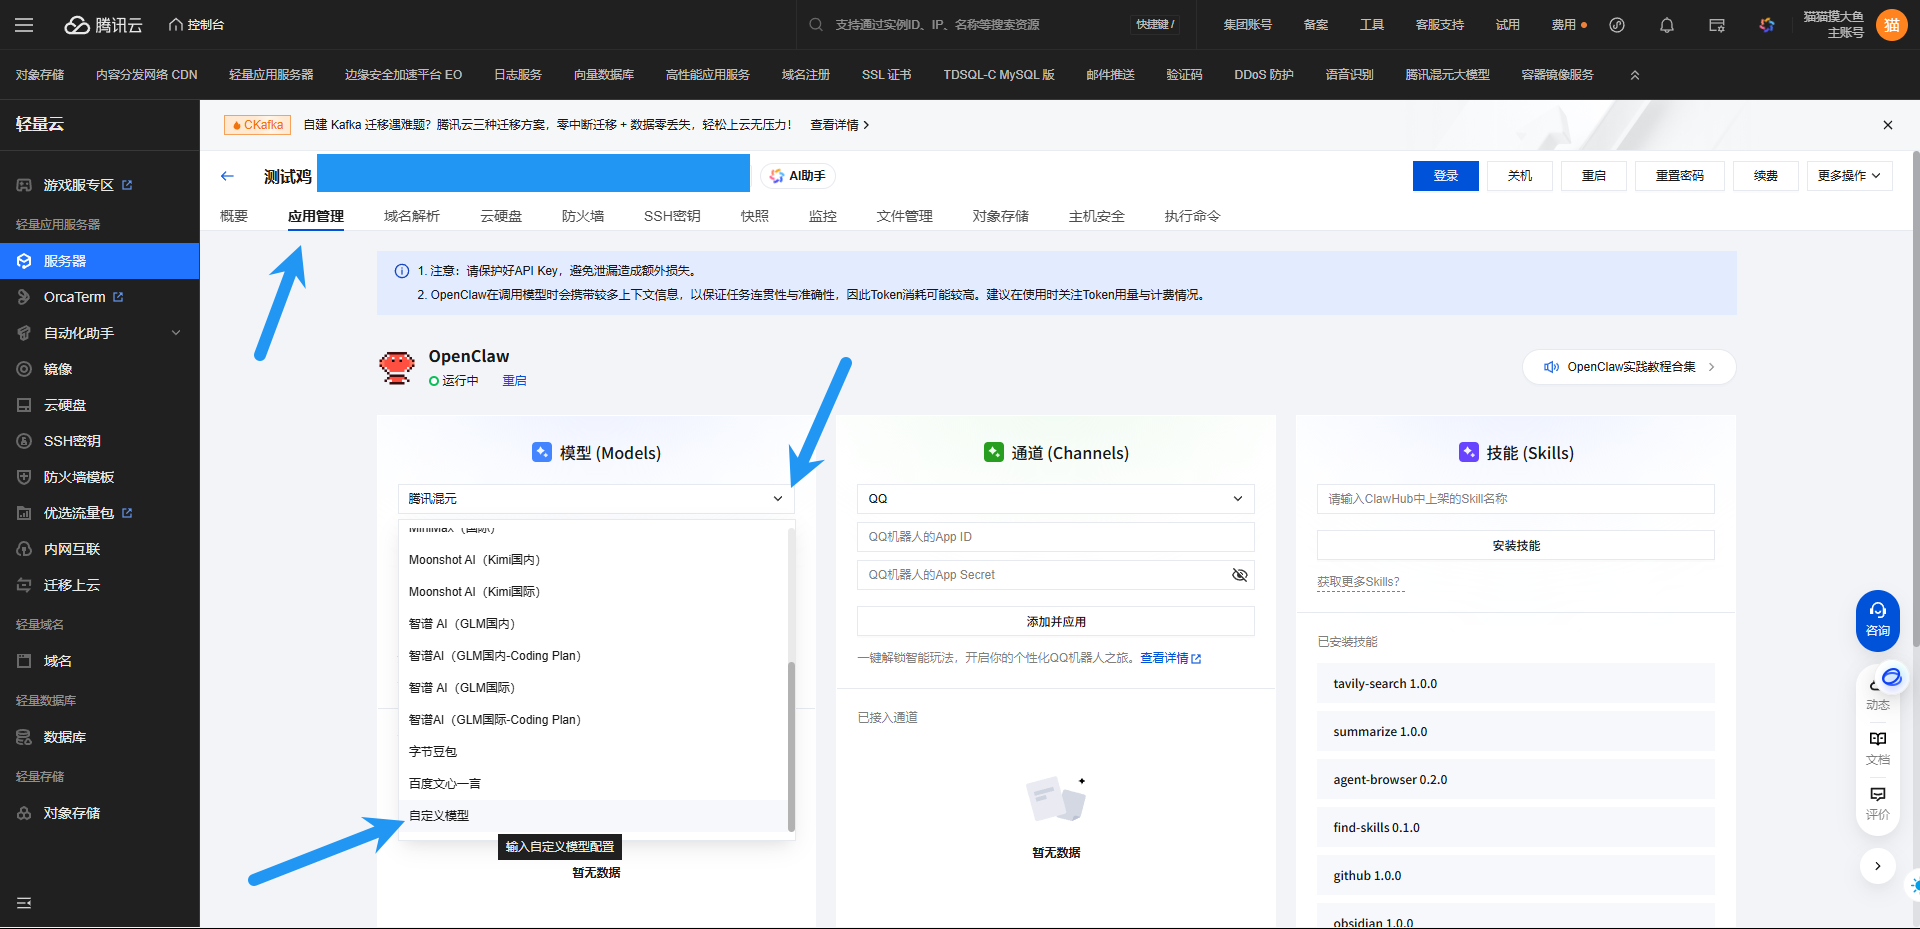 腾讯云
控制台
支持通过实例ID、IP、名称等搜索资源
快捷键 /
集团账号
备案
工具
客服支持
试用
费用
猫猫摸大鱼
主账号
猫
对象存储
内容分发网络 CDN
轻量应用服务器
边缘安全加速平台 EO
日志服务
向量数据库
高性能应用服务
域名注册
SSL 证书
TDSQL-C MySQL 版
邮件推送
验证码
DDoS 防护
语音识别
腾讯混元大模型
容器镜像服务
轻量云
游戏服专区
轻量应用服务器
服务器
OrcaTerm
自动化助手
镜像
云硬盘
SSH密钥
防火墙模板
优选流量包
内网互联
迁移上云
轻量域名
域名
轻量数据库
数据库
轻量存储
对象存储
CKafka
自建 Kafka 迁移遇难题？腾讯云三种迁移方案，零中断迁移 + 数据零丢失，轻松上云无压力！
查看详情
测试鸡
AI助手
登录
关机
重启
重置密码
续费
更多操作
概要
应用管理
域名解析
云硬盘
防火墙
SSH密钥
快照
监控
文件管理
对象存储
主机安全
执行命令
1. 注意：请保护好API Key，避免泄漏造成额外损失。
2. OpenClaw在调用模型时会携带较多上下文信息，以保证任务连贯性与准确性，因此Token消耗可能较高。建议在使用时关注Token用量与计费情况。
OpenClaw
运行中
重启
OpenClaw实践教程合集
模型 (Models)
腾讯混元
MiniMax（国际）
Moonshot AI（Kimi国内）
Moonshot AI（Kimi国际）
智谱 AI（GLM国内）
智谱AI（GLM国内-Coding Plan）
智谱 AI（GLM国际）
智谱AI（GLM国际-Coding Plan）
字节豆包
百度文心一言
自定义模型
输入自定义模型配置
暂无数据
通道 (Channels)
QQ
QQ机器人的App ID
QQ机器人的App Secret
添加并应用
一键解锁智能玩法，开启你的个性化QQ机器人之旅。查看详情
已接入通道
暂无数据
技能 (Skills)
请输入ClawHub中上架的Skill名称
安装技能
获取更多Skills?
已安装技能
tavily-search 1.0.0
summarize 1.0.0
agent-browser 0.2.0
find-skills 0.1.0
github 1.0.0
obsidian 1.0.0
咨询
动态
文档
评价